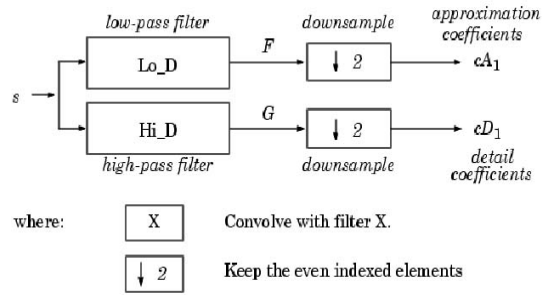 low-pass filter
downsample
approximation
coefficients
F
Lo_D
↓ 2
cA1
s
G
Hi_D
↓ 2
cD1
high-pass filter
downsample
detail
coefficients
where:
X
Convolve with filter X.
↓ 2
Keep the even indexed elements